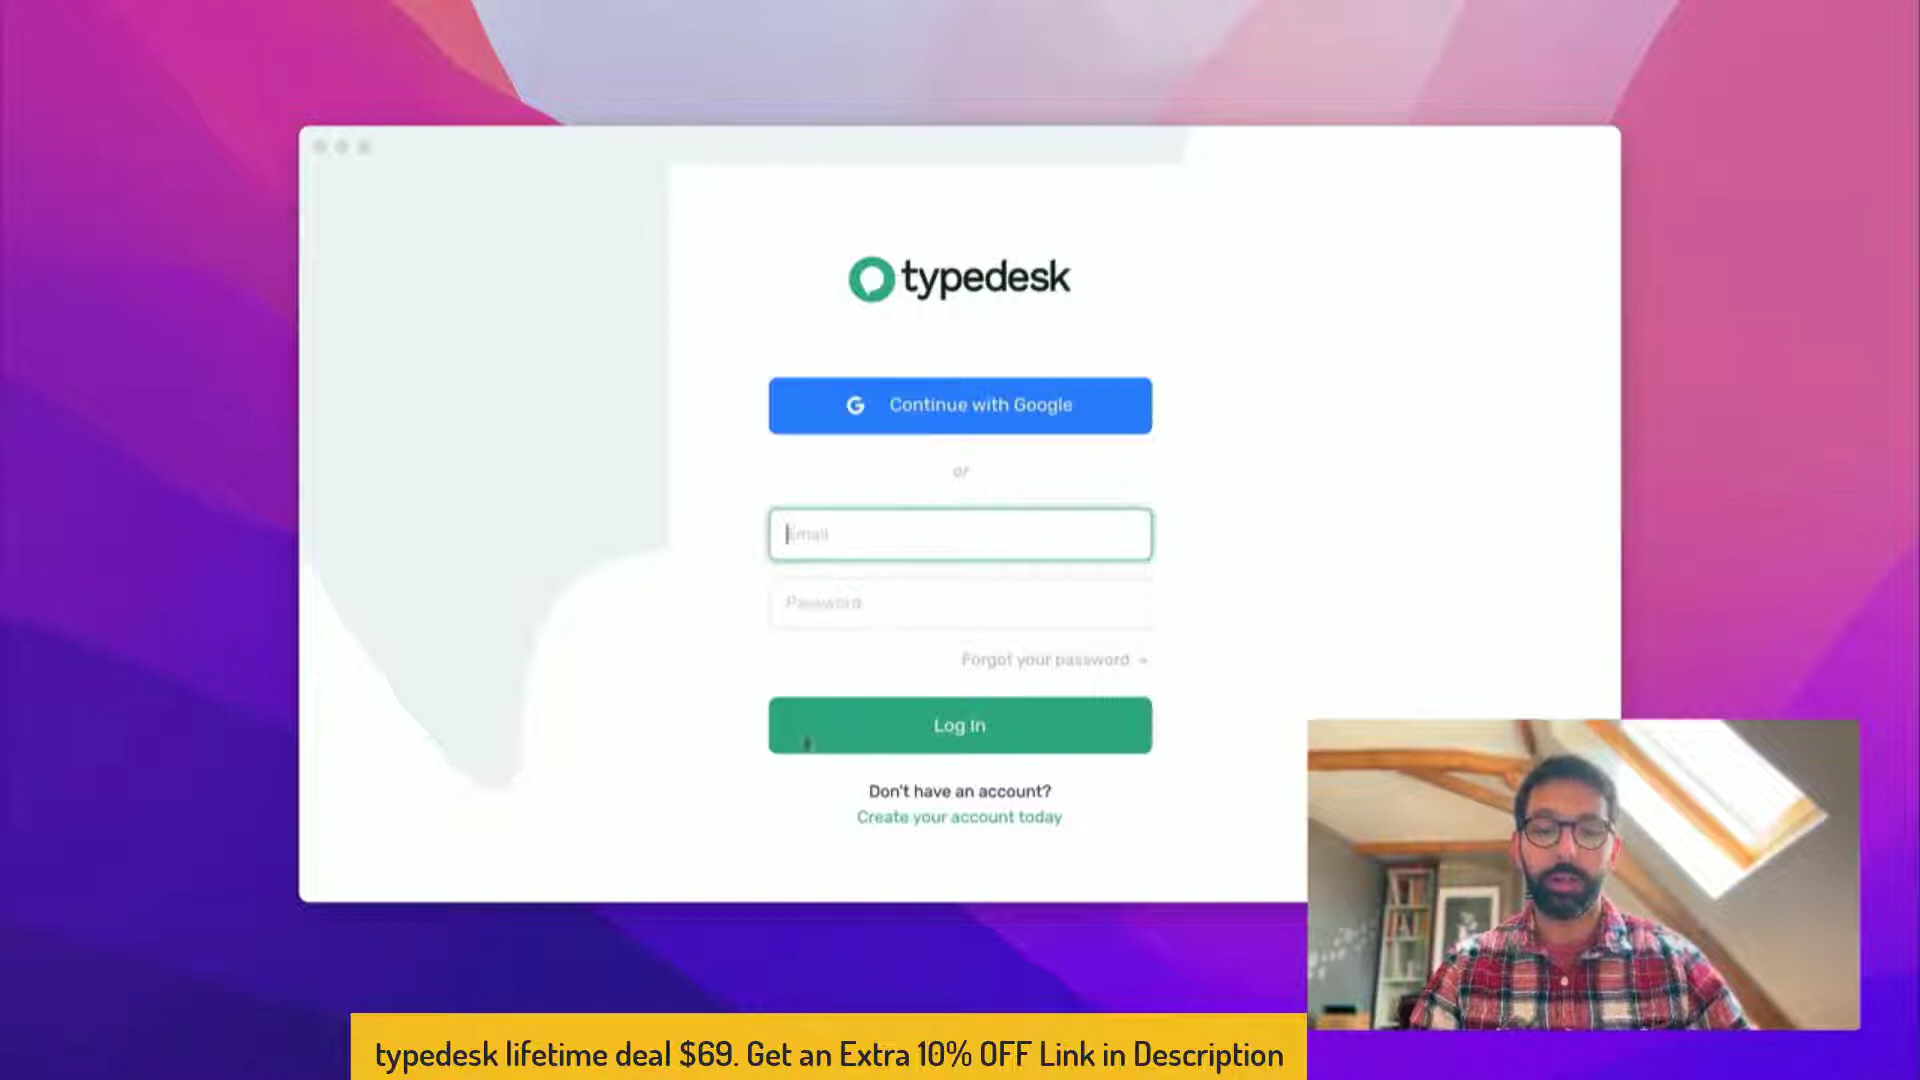 typedesk
G Continue with Google
or
Email
Password
Forgot your password →
Log In
Don't have an account?
Create your account today
typedesk lifetime deal $69. Get an Extra 10% OFF Link in Description